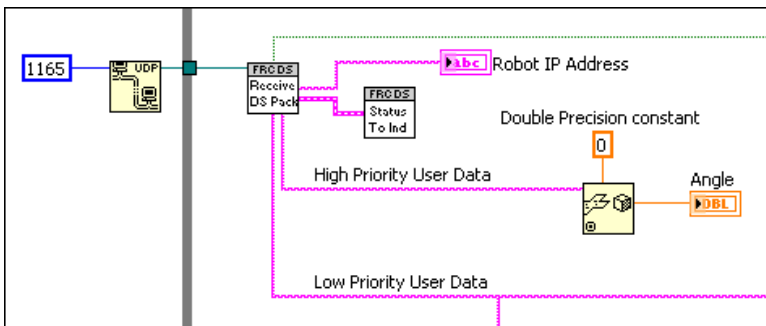 1165
UDP
FRC DS
Receive
DS Pack
abc
Robot IP Address
FRC DS
Status
To Ind
Double Precision constant
0
High Priority User Data
Angle
DBL
Low Priority User Data